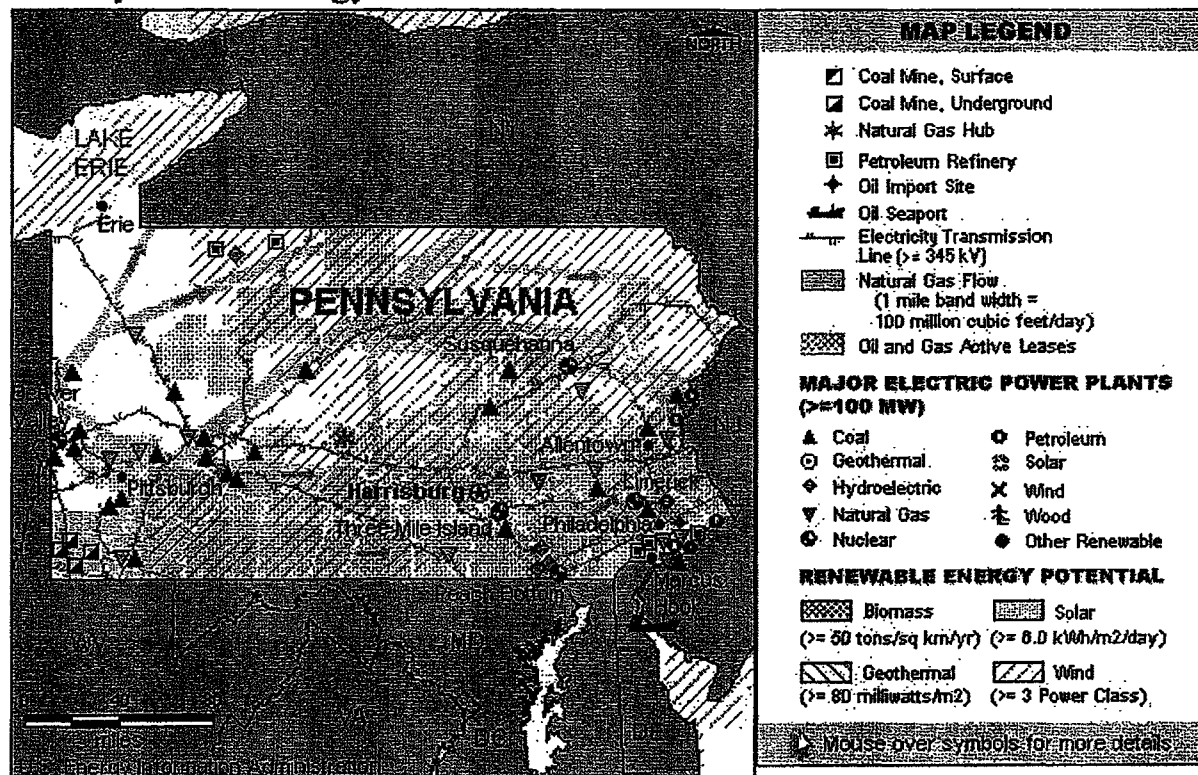 LAKE
ERIE
Erie
PENNSYLVANIA
Susquehanna
Allentown
Pittsburgh
Harrisburg
Limerick
Three Mile Island
Philadelphia
Marcus
Hook
miles
MAP LEGEND
Coal Mine, Surface
Coal Mine, Underground
Natural Gas Hub
Petroleum Refinery
Oil Import Site
Oil Seaport
Electricity Transmission
Line (>= 345 kV)
Natural Gas Flow
(1 mile band width =
100 million cubic feet/day)
Oil and Gas Active Leases
MAJOR ELECTRIC POWER PLANTS
(>=100 MW)
Coal
Petroleum
Geothermal
Solar
Hydroelectric
Wind
Natural Gas
Wood
Nuclear
Other Renewable
RENEWABLE ENERGY POTENTIAL
Biomass
Solar
(>= 50 tons/sq km/yr) (>= 6.0 kWh/m2/day)
Geothermal
Wind
(>= 80 milliwatts/m2) (>= 3 Power Class)
Mouse over symbols for more details